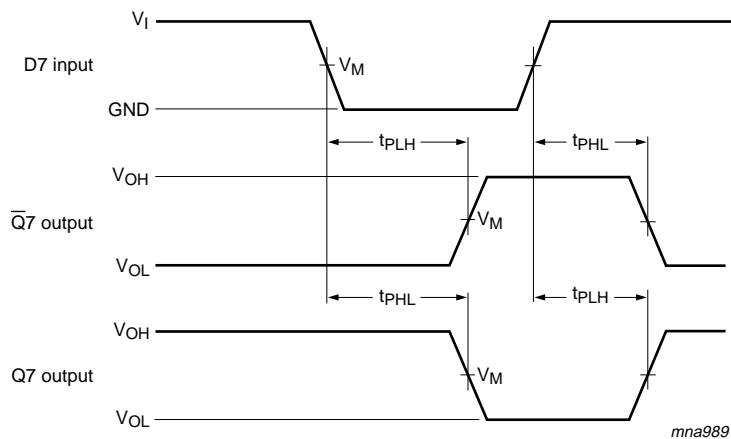 V_I
D7 input
V_M
GND
t_PLH t_PHL
V_OH
Q̅7 output
V_M
V_OL
t_PHL t_PLH
V_OH
Q7 output
V_M
V_OL
mna989